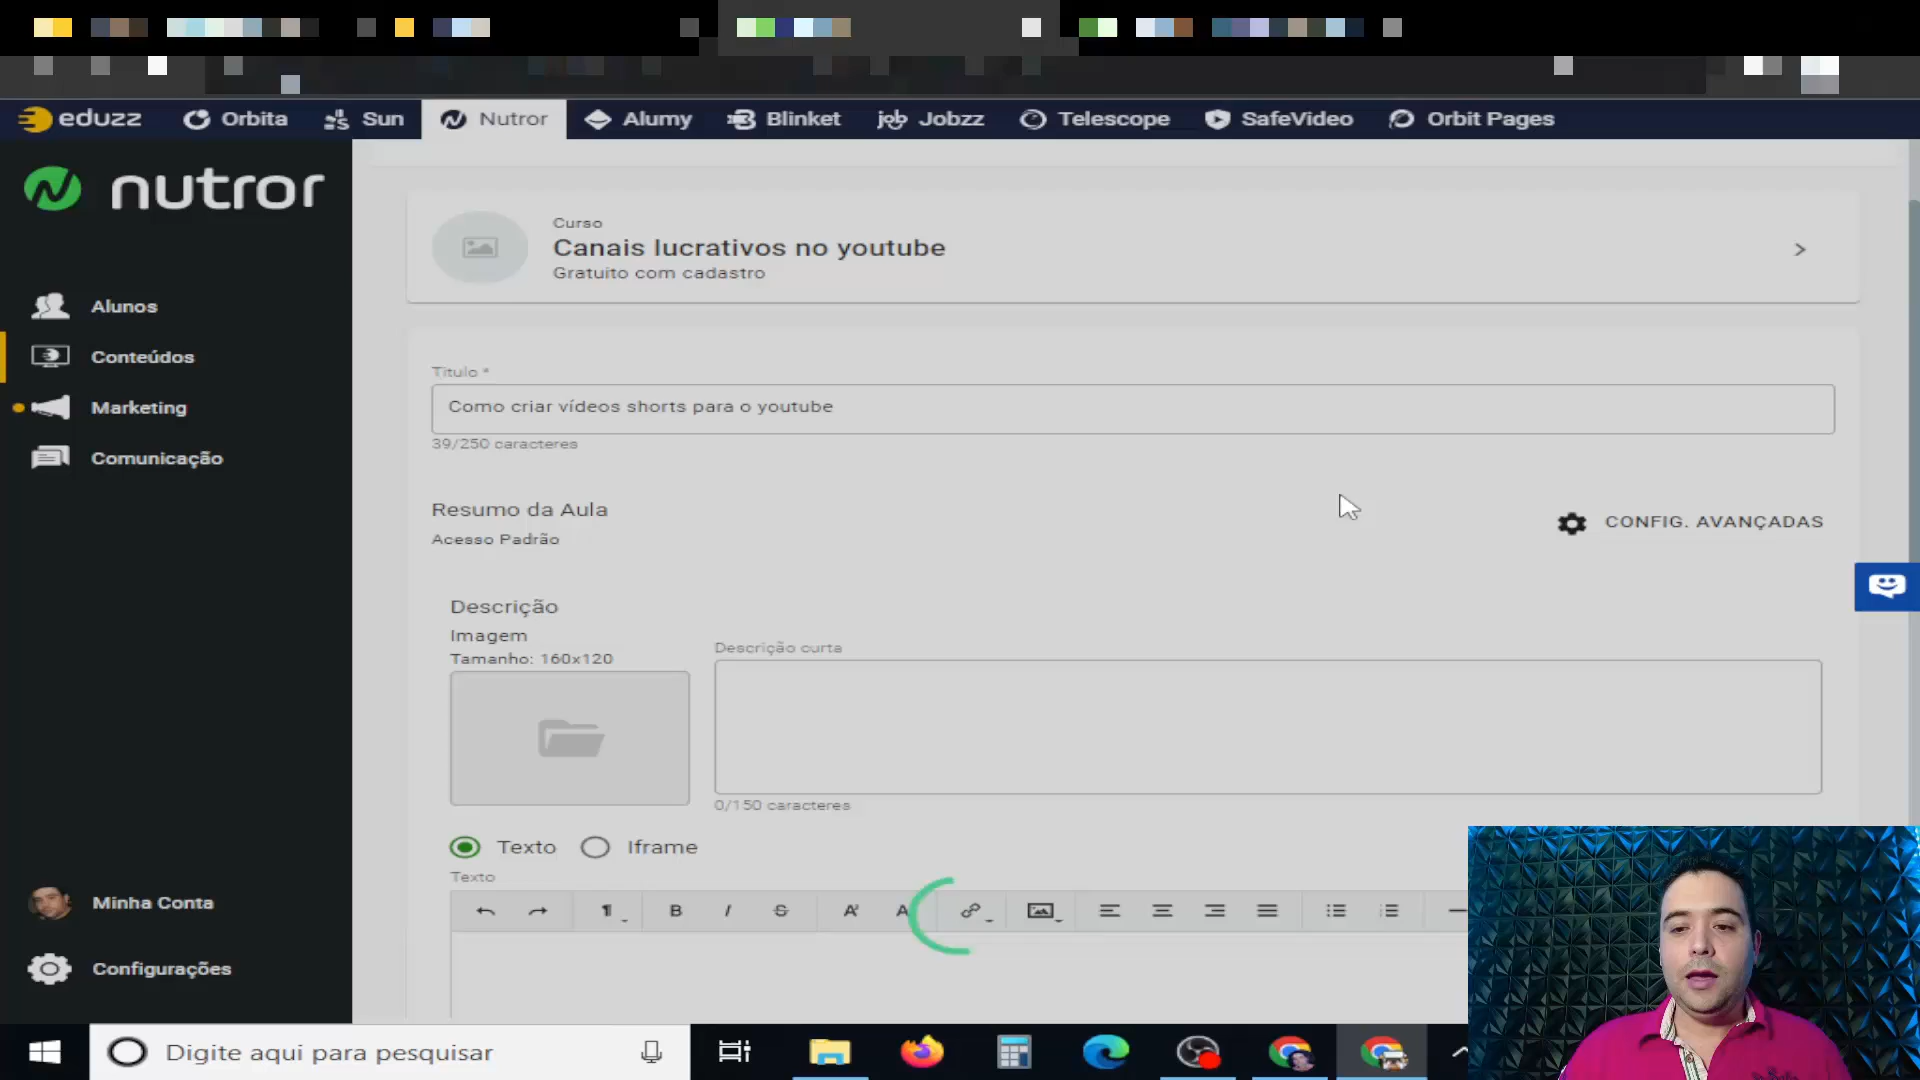 eduzz Orbita Sun Nutror Alumy Blinket Jobzz Telescope SafeVideo Orbit Pages
nutror
Alunos
Conteúdos
Marketing
Comunicação
Minha Conta
Configurações
Curso
Canais lucrativos no youtube
Gratuito com cadastro
Título *
Como criar vídeos shorts para o youtube
39/250 caracteres
Resumo da Aula
Acesso Padrão
CONFIG. AVANÇADAS
Descrição
Imagem
Tamanho: 160x120
Descrição curta
0/150 caracteres
Texto Iframe
Texto
Digite aqui para pesquisar